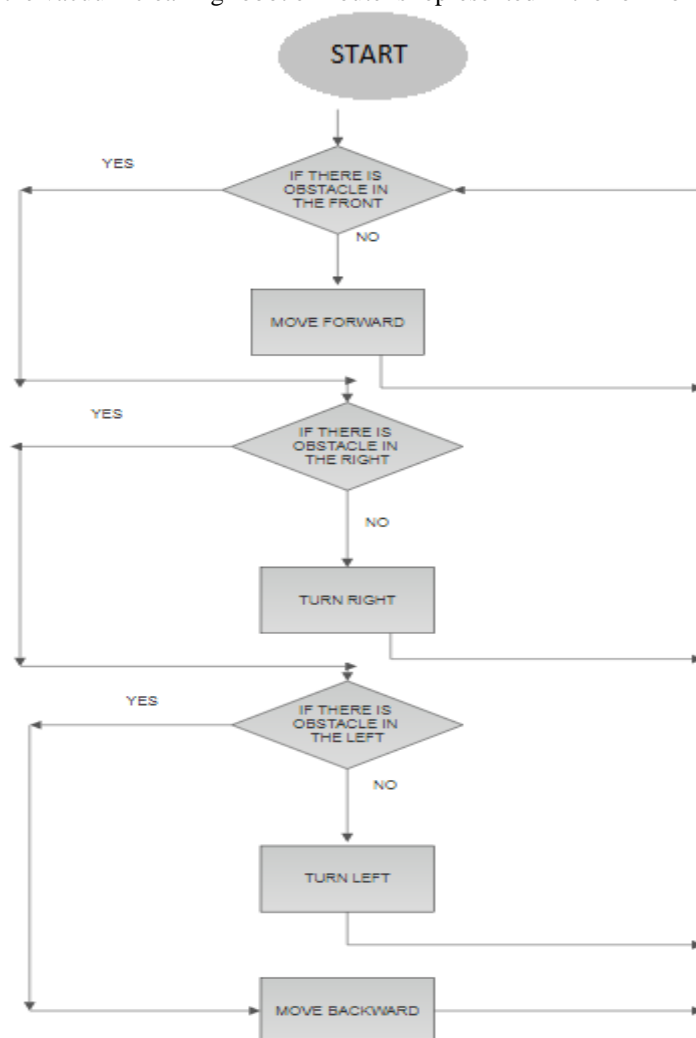 START
YES
IF THERE IS
OBSTACLE IN
THE FRONT
NO
MOVE FORWARD
YES
IF THERE IS
OBSTACLE IN
THE RIGHT
NO
TURN RIGHT
YES
IF THERE IS
OBSTACLE IN
THE LEFT
NO
TURN LEFT
MOVE BACKWARD